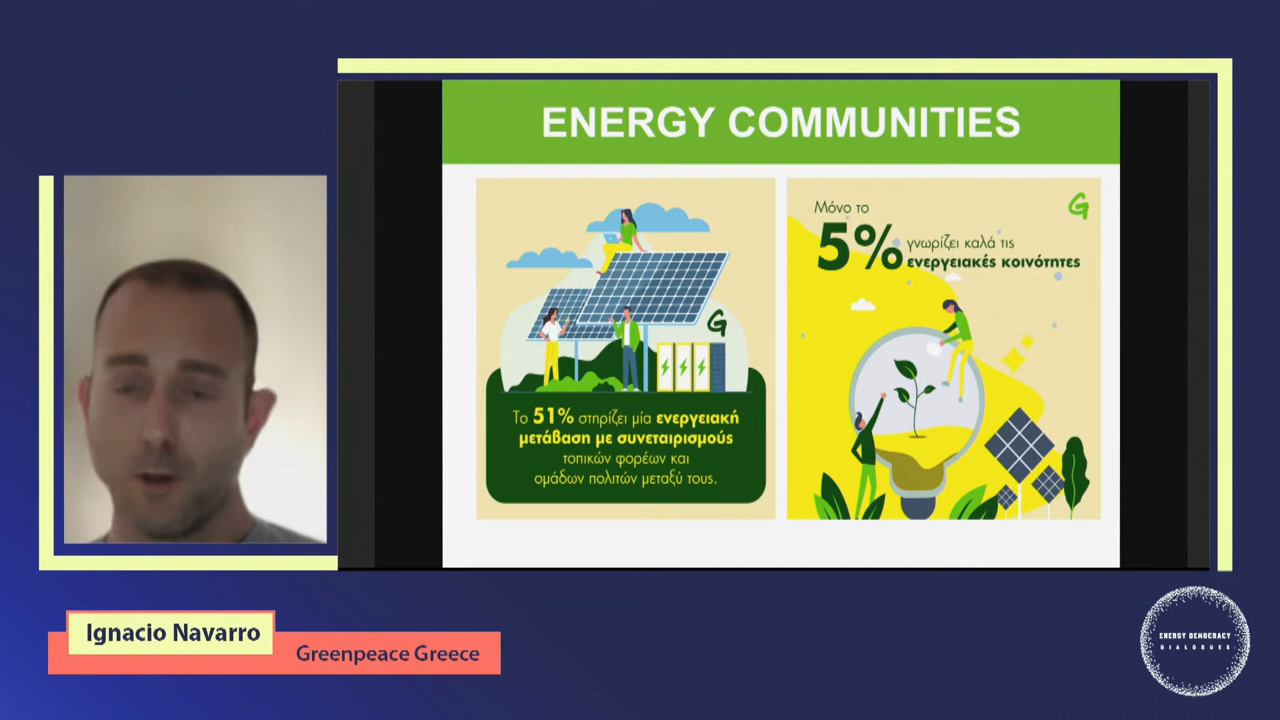 ENERGY COMMUNITIES
Το 51% στηρίζει μία ενεργειακή
μετάβαση με συνεταιρισμούς
τοπικών φορέων και
ομάδων πολιτών μεταξύ τους.
Μόνο το
5% γνωρίζει καλά τις
ενεργειακές κοινότητες
Ignacio Navarro
Greenpeace Greece
ENERGY DEMOCRACY
DIALOGUES